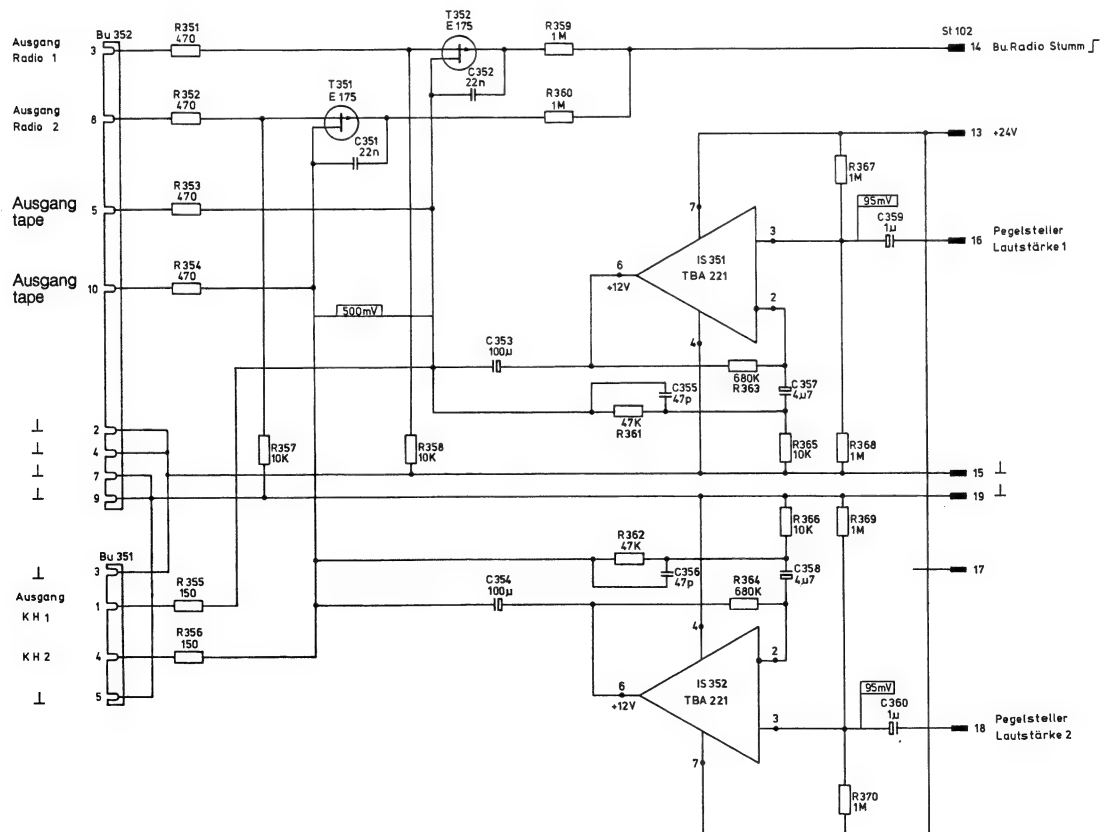 Bu 352
Ausgang
Radio 1
3
R351
470
T352
E 175
C352
22n
R359
1M
St 102
14 Bu.Radio Stumm
Ausgang
Radio 2
8
R352
470
T351
E 175
C351
22n
R360
1M
13 +24V
R367
1M
Ausgang
tape
5
R353
470
7
95mV
C359
1µ
3
16 Pegelsteller
Lautstärke 1
IS 351
TBA 221
6
+12V
2
Ausgang
tape
10
R354
470
500mV
4
C353
100µ
680K
R363
C355
47p
C357
4µ7
47K
R361
⊥ 2
⊥ 4
⊥ 7
⊥ 9
R357
10K
R358
10K
R365
10K
R368
1M
15 ⊥
19 ⊥
R366
10K
R369
1M
Bu 351
⊥ 3
R362
47K
C356
47p
C358
4µ7
17
Ausgang
KH 1
1
R355
150
C354
100µ
R364
680K
4
KH 2
4
R356
150
2
⊥ 5
6
+12V
IS 352
TBA 221
3
95mV
C360
1µ
18 Pegelsteller
Lautstärke 2
7
R370
1M